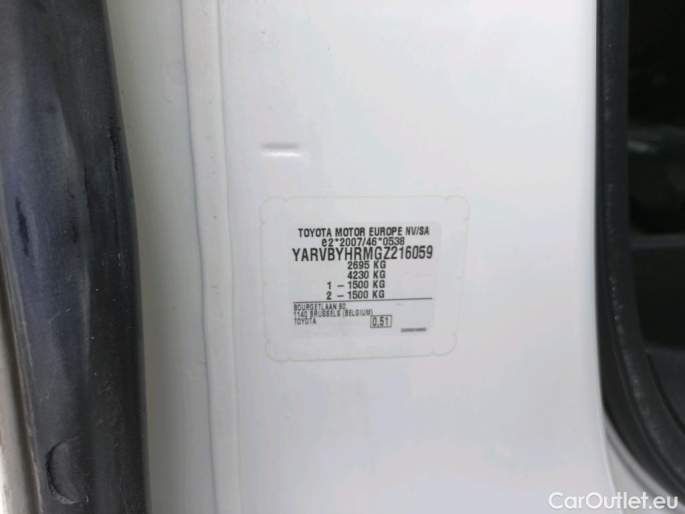 TOYOTA MOTOR EUROPE NV/SA
e2*2007/46*0538
YARVBYHRMGZ216059
2695 KG
4230 KG
1 - 1500 KG
2 - 1500 KG
BOURGETLAAN 60,
1140 BRUSSELS (BELGIUM)
TOYOTA
0.51
CarOutlet.eu